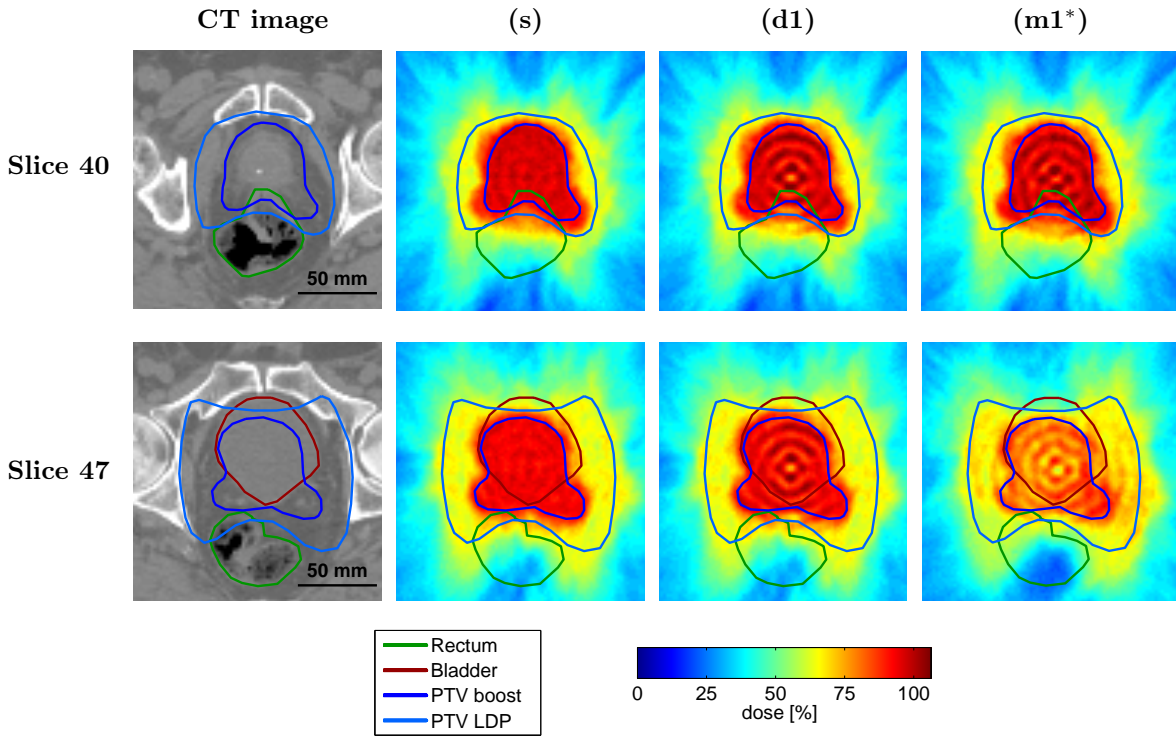 CT image (s) (d1) (m1*)
Slice 40
50 mm
Slice 47
50 mm
Rectum
Bladder
PTV boost
PTV LDP
0 25 50 75 100
dose [%]